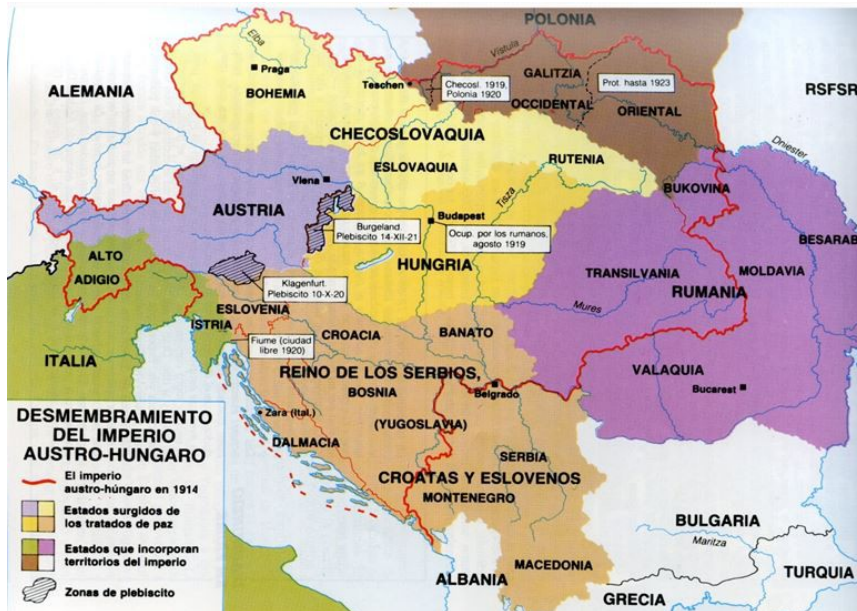 POLONIA
Elba
Vístula
Praga
Teschen
Checosl. 1919,
Polonia 1920
GALITZIA
Prot. hasta 1923
ALEMANIA
BOHEMIA
OCCIDENTAL
ORIENTAL
RSFSR
CHECOSLOVAQUIA
Dniester
ESLOVAQUIA
RUTENIA
Viena
Tisza
BUKOVINA
AUSTRIA
Budapest
Burgeland.
Plebiscito 14-XII-21
Ocup. por los rumanos,
agosto 1919
BESARAB
ALTO
ADIGIO
HUNGRIA
TRANSILVANIA
MOLDAVIA
Klagenfurt.
Plebiscito 10-X-20
RUMANIA
ESLOVENIA
Mures
ISTRIA
CROACIA
BANATO
Fiume (ciudad
libre 1920)
ITALIA
VALAQUIA
REINO DE LOS SERBIOS,
Bucarest
BOSNIA
Belgrado
Zara (ital.)
(YUGOSLAVIA)
DALMACIA
SERBIA
CROATAS Y ESLOVENOS
MONTENEGRO
BULGARIA
Maritza
MACEDONIA
ALBANIA
TURQUIA
GRECIA
DESMEMBRAMIENTO
DEL IMPERIO
AUSTRO-HUNGARO
El imperio
austro-húngaro en 1914
Estados surgidos de
los tratados de paz
Estados que incorporan
territorios del imperio
Zonas de plebiscito